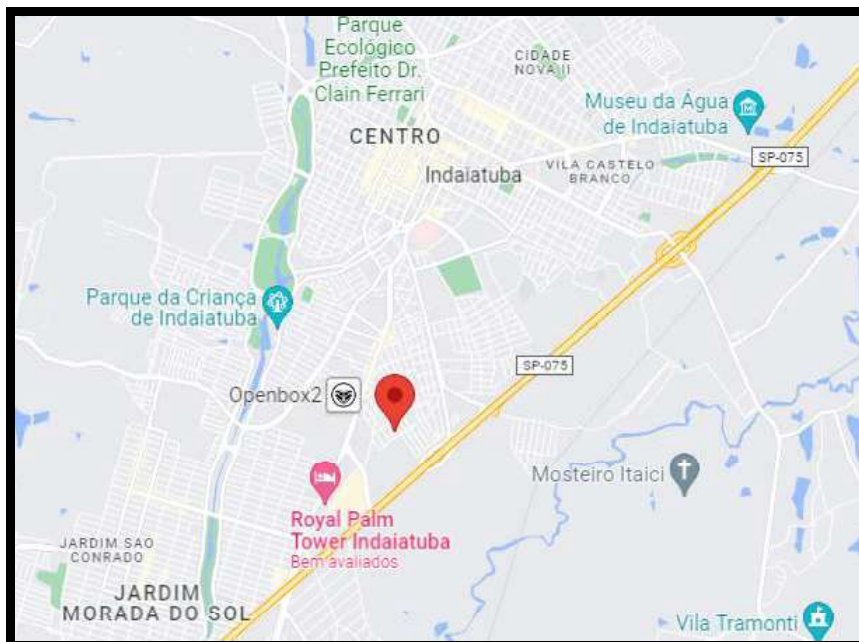 Parque
Ecológico
Prefeito Dr.
Clain Ferrari
CIDADE
NOVA II
Museu da Água
de Indaiatuba
CENTRO
SP-075
Indaiatuba
VILA CASTELO
BRANCO
Parque da Criança
de Indaiatuba
SP-075
Openbox2
Mosteiro Itaici
Royal Palm
Tower Indaiatuba
Bem avaliados
JARDIM SAO
CONRADO
JARDIM
MORADA DO SOL
Vila Tramonti